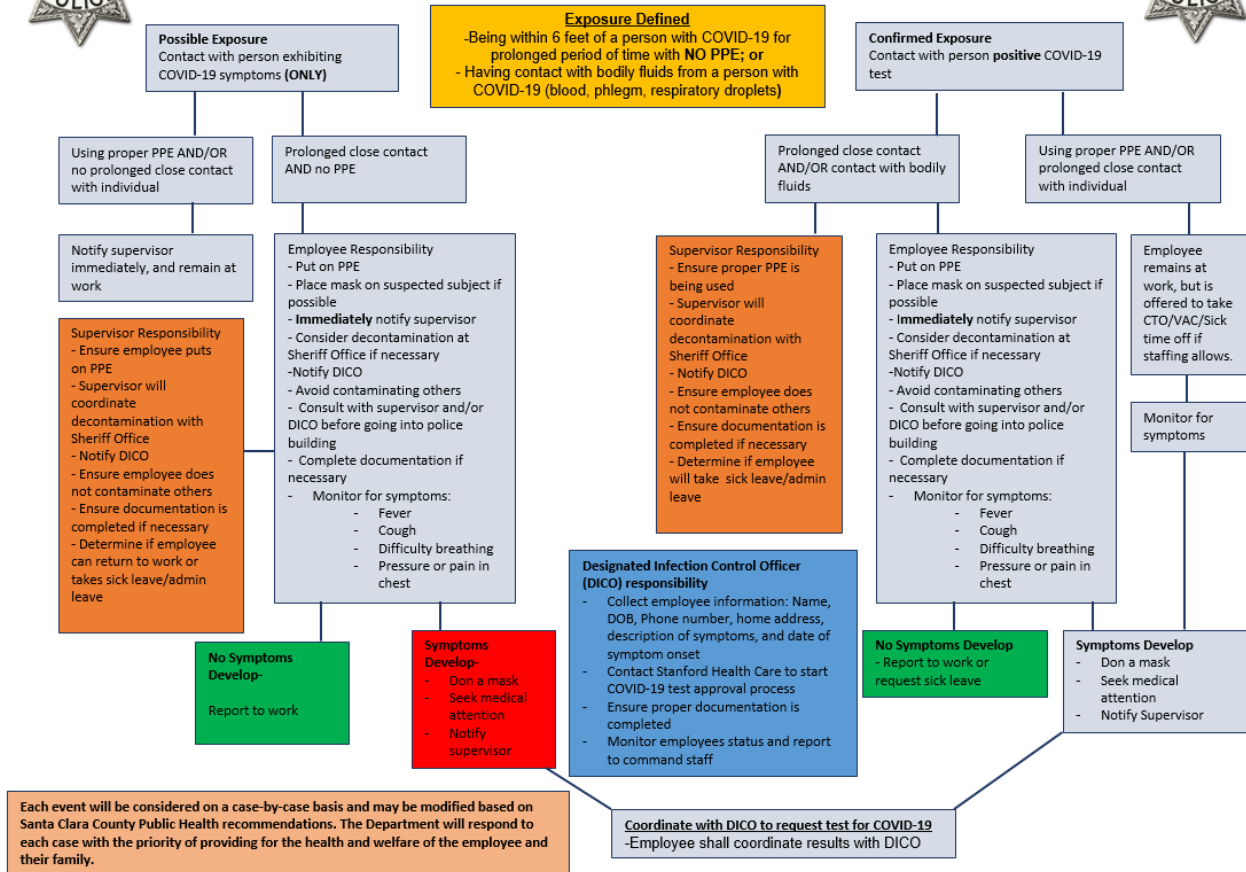 Possible Exposure
Contact with person exhibiting
COVID-19 symptoms (ONLY)
Exposure Defined
-Being within 6 feet of a person with COVID-19 for
prolonged period of time with NO PPE; or
- Having contact with bodily fluids from a person with
COVID-19 (blood, phlegm, respiratory droplets)
Confirmed Exposure
Contact with person positive COVID-19
test
Using proper PPE AND/OR
no prolonged close contact
with individual
Prolonged close contact
AND no PPE
Prolonged close contact
AND/OR contact with bodily
fluids
Using proper PPE AND/OR
prolonged close contact
with individual
Notify supervisor
immediately, and remain at
work
Supervisor Responsibility
- Ensure employee puts
on PPE
- Supervisor will
coordinate
decontamination with
Sheriff Office
- Notify DICO
- Ensure employee does
not contaminate others
- Ensure documentation is
completed if necessary
- Determine if employee
can return to work or
takes sick leave/admin
leave
Employee Responsibility
- Put on PPE
- Place mask on suspected subject if
possible
- Immediately notify supervisor
- Consider decontamination at
Sheriff Office if necessary
-Notify DICO
- Avoid contaminating others
- Consult with supervisor and/or
DICO before going into police
building
- Complete documentation if
necessary
- Monitor for symptoms:
- Fever
- Cough
- Difficulty breathing
- Pressure or pain in
chest
Supervisor Responsibility
- Ensure proper PPE is
being used
- Supervisor will
coordinate
decontamination with
Sheriff Office
- Notify DICO
- Ensure employee does
not contaminate others
- Ensure documentation is
completed if necessary
- Determine if employee
will take sick leave/admin
leave
Employee Responsibility
- Put on PPE
- Place mask on suspected subject if
possible
- Immediately notify supervisor
- Consider decontamination at
Sheriff Office if necessary
-Notify DICO
- Avoid contaminating others
- Consult with supervisor and/or
DICO before going into police
building
- Complete documentation if
necessary
- Monitor for symptoms:
- Fever
- Cough
- Difficulty breathing
- Pressure or pain in
chest
Employee
remains at
work, but is
offered to take
CTO/VAC/Sick
time off if
staffing allows.
Monitor for
symptoms
No Symptoms
Develop-
Report to work
Symptoms
Develop-
- Don a mask
- Seek medical
attention
- Notify
supervisor
Designated Infection Control Officer
(DICO) responsibility
- Collect employee information: Name,
DOB, Phone number, home address,
description of symptoms, and date of
symptom onset
- Contact Stanford Health Care to start
COVID-19 test approval process
- Ensure proper documentation is
completed
- Monitor employees status and report
to command staff
No Symptoms Develop
- Report to work or
request sick leave
Symptoms Develop
- Don a mask
- Seek medical
attention
- Notify Supervisor
Each event will be considered on a case-by-case basis and may be modified based on
Santa Clara County Public Health recommendations. The Department will respond to
each case with the priority of providing for the health and welfare of the employee and
their family.
Coordinate with DICO to request test for COVID-19
-Employee shall coordinate results with DICO